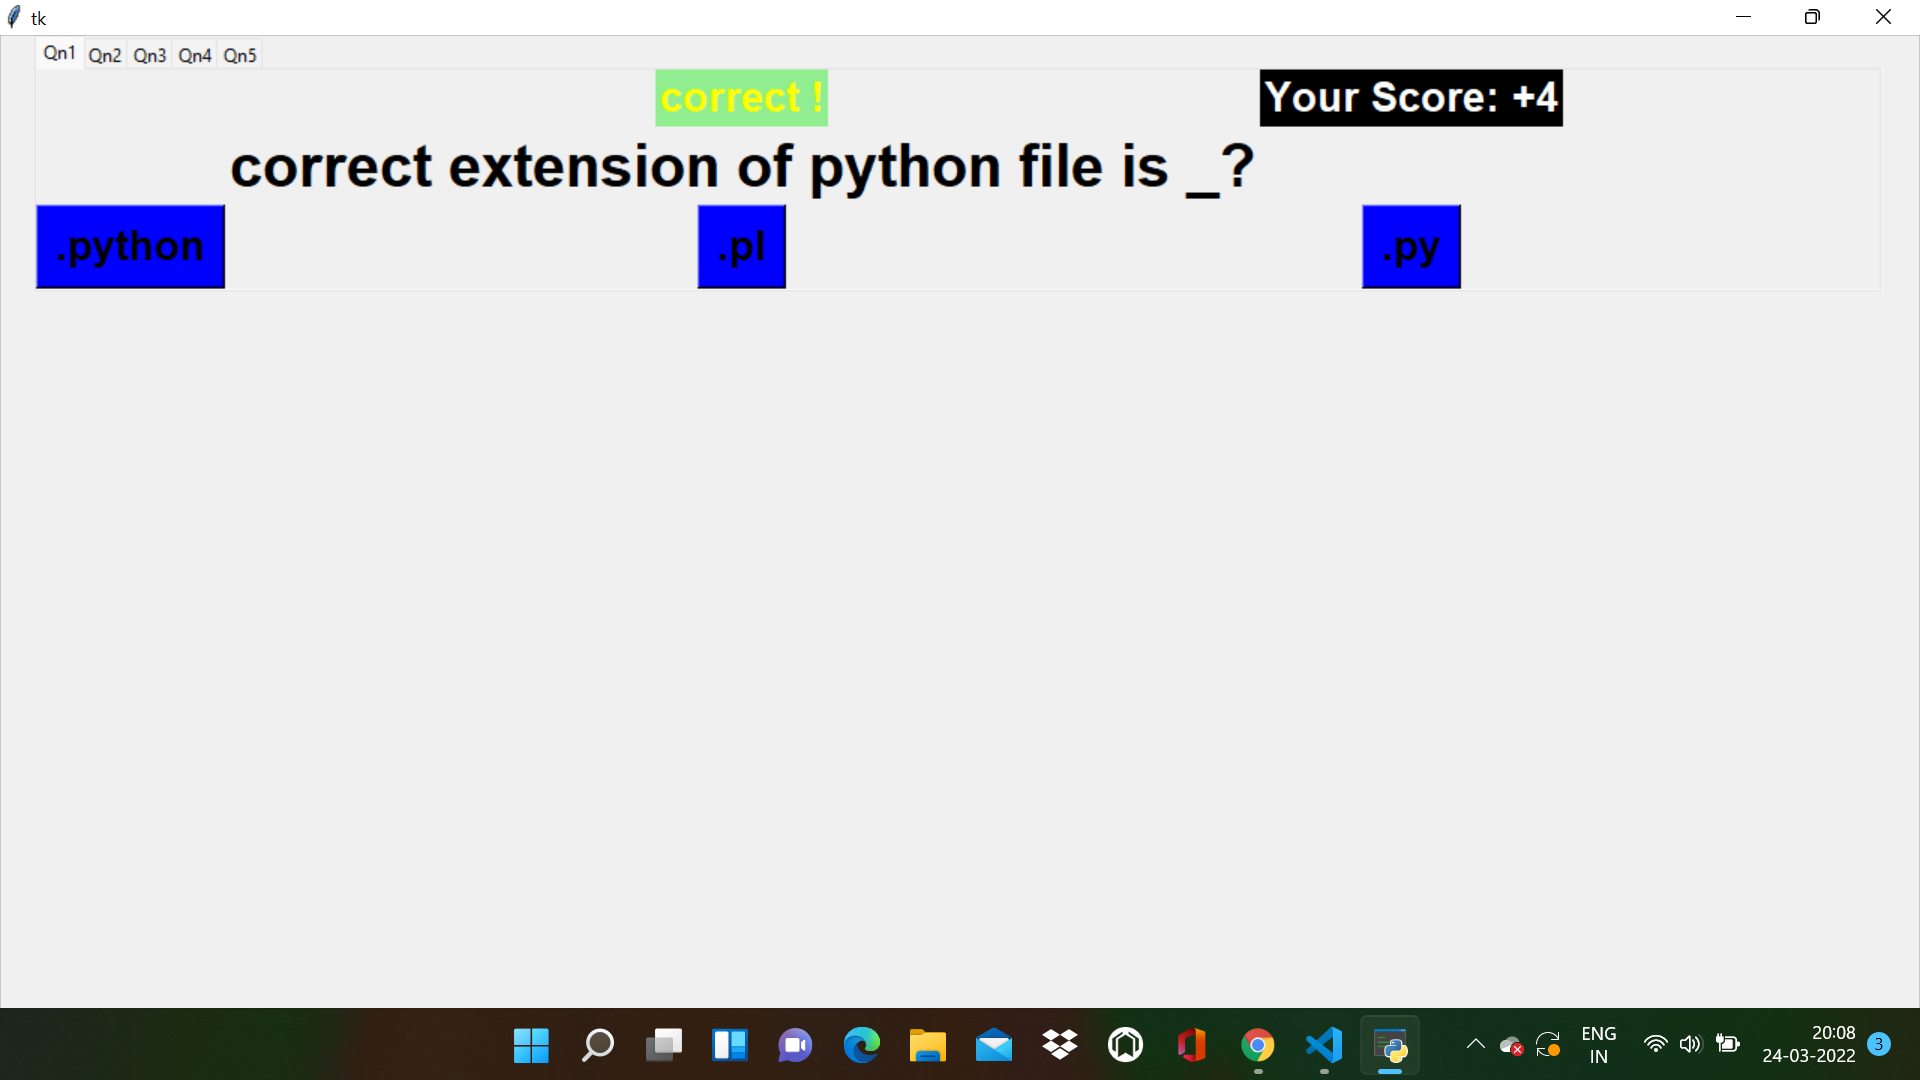 tk
Qn1 Qn2 Qn3 Qn4 Qn5
correct ! Your Score: +4
correct extension of python file is _?
.python .pl .py
ENG 20:08
IN 24-03-2022 3